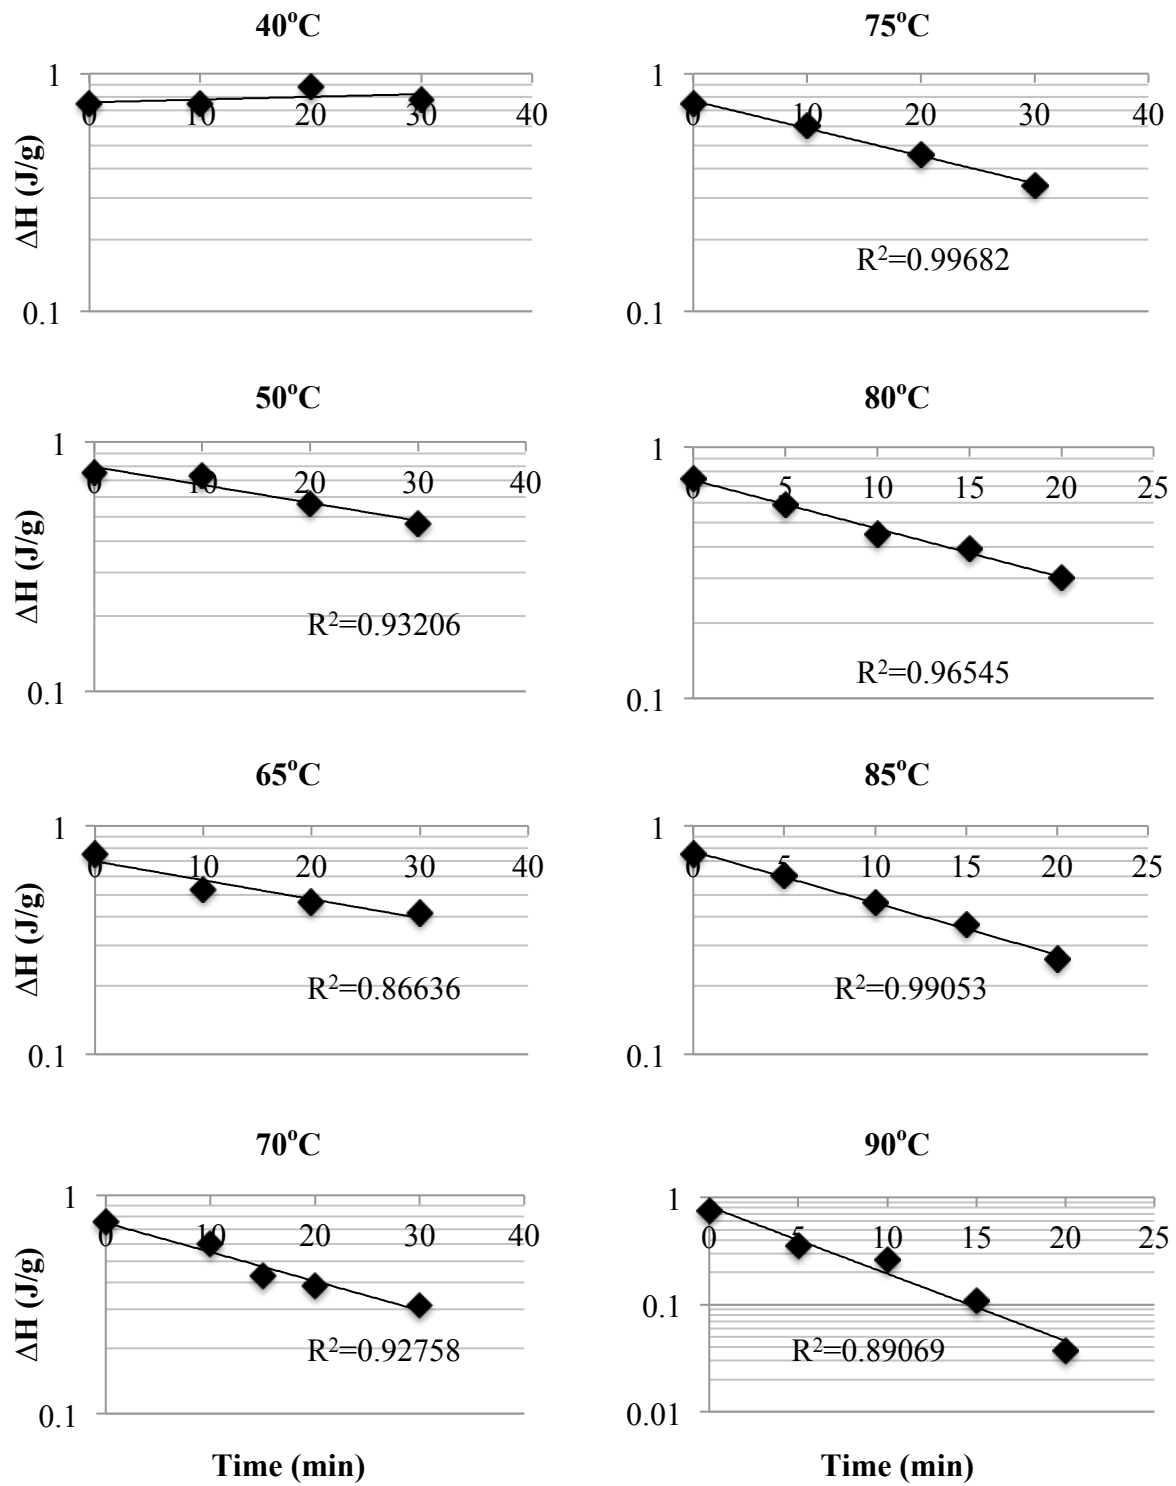 40°C
1
0 10 20 30 40
ΔH (J/g)
0.1
75°C
1
0 10 20 30 40
R²=0.99682
0.1
50°C
1
0 10 20 30 40
ΔH (J/g)
R²=0.93206
0.1
80°C
1
0 5 10 15 20 25
R²=0.96545
0.1
65°C
1
0 10 20 30 40
ΔH (J/g)
R²=0.86636
0.1
85°C
1
0 5 10 15 20 25
R²=0.99053
0.1
70°C
1
0 10 20 30 40
ΔH (J/g)
R²=0.92758
0.1
Time (min)
90°C
1
0 5 10 15 20 25
0.1
R²=0.89069
0.01
Time (min)